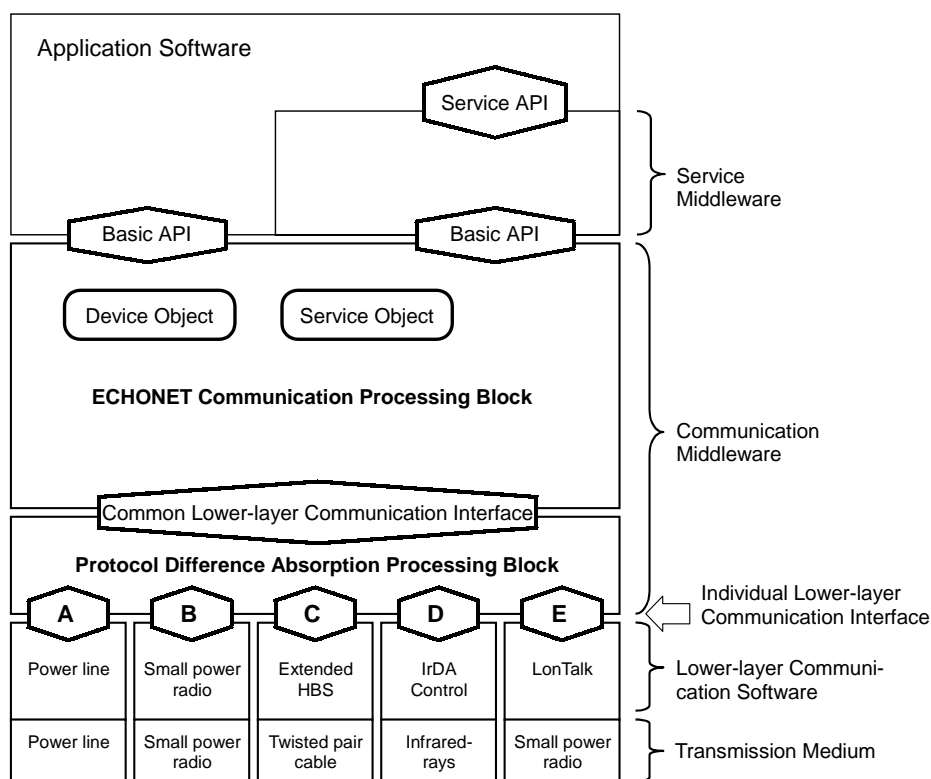 Application Software
Service API
Service
Middleware
Basic API
Basic API
Device Object
Service Object
ECHONET Communication Processing Block
Communication
Middleware
Common Lower-layer Communication Interface
Protocol Difference Absorption Processing Block
Individual Lower-layer
Communication Interface
A
B
C
D
E
Power line
Small power
radio
Extended
HBS
IrDA
Control
LonTalk
Lower-layer Communi-
cation Software
Power line
Small power
radio
Twisted pair
cable
Infrared-
rays
Small power
radio
Transmission Medium